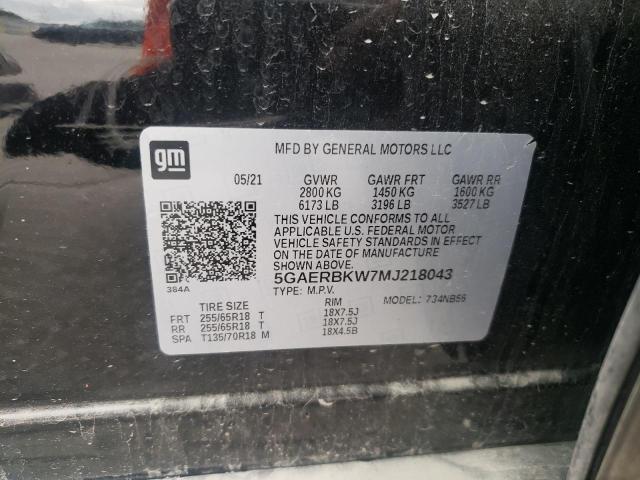 gm
MFD BY GENERAL MOTORS LLC
05/21 GVWR GAWR FRT GAWR RR
2800 KG 1450 KG 1600 KG
6173 LB 3196 LB 3527 LB
THIS VEHICLE CONFORMS TO ALL
APPLICABLE U.S. FEDERAL MOTOR
VEHICLE SAFETY STANDARDS IN EFFECT
ON THE DATE OF MANUFACTURE
SHOWN ABOVE.
384A
5GAERBKW7MJ218043
TYPE: M.P.V. MODEL: 734NB56
TIRE SIZE RIM
FRT 255/65R18 T 18X7.5J
RR 255/65R18 T 18X7.5J
SPA T135/70R18 M 18X4.5B